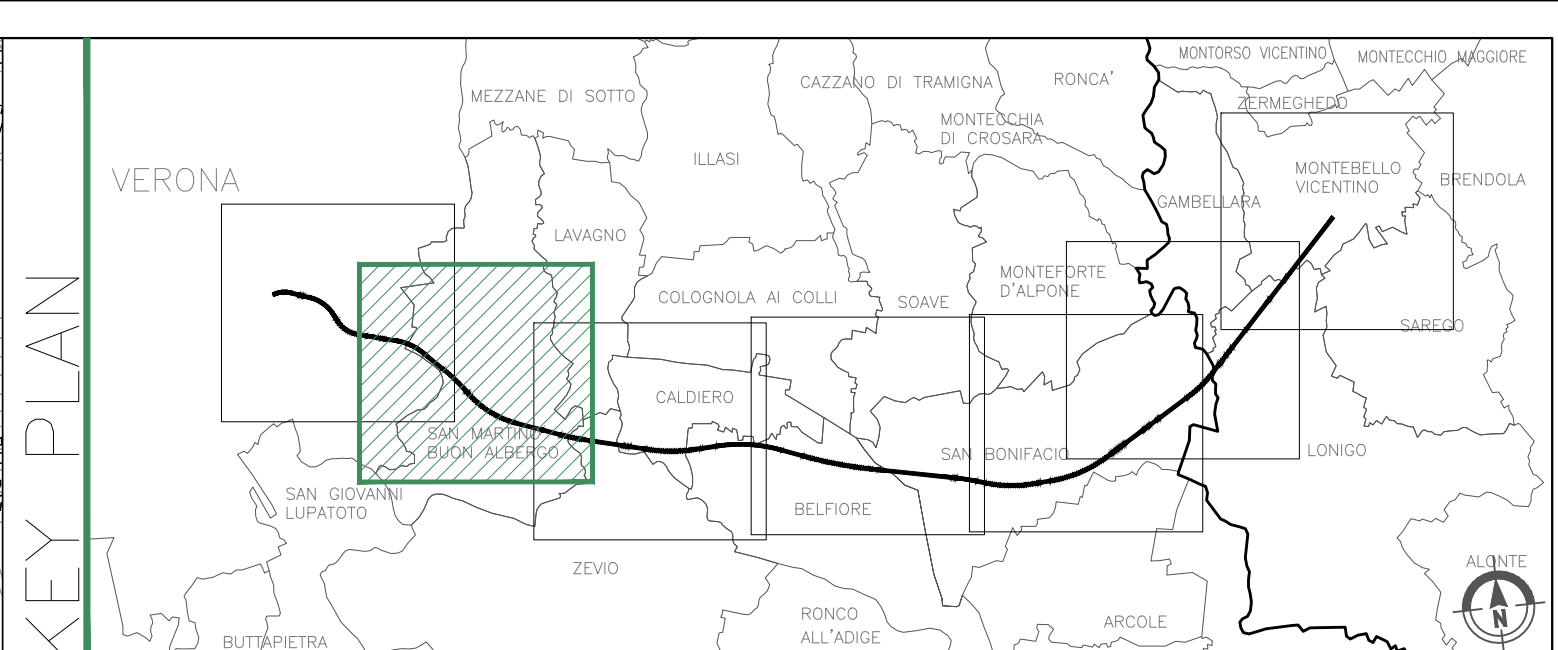 KEY PLAN
MONTORSO VICENTINO
MONTECCHIO MAGGIORE
MEZZANE DI SOTTO
CAZZANO DI TRAMIGNA
RONCA'
ZERMEGHEDO
MONTECCHIA
DI CROSARA
ILLASI
VERONA
MONTEBELLO
VICENTINO
BRENDOLA
GAMBELLARA
LAVAGNO
MONTEFORTE
D'ALPONE
COLOGNOLA AI COLLI
SOAVE
SAREGO
CALDIERO
SAN MARTINO
BUON ALBERGO
SAN BONIFACIO
LONIGO
SAN GIOVANNI
LUPATOTO
BELFIORE
ZEVIO
ALONTE
RONCO
ALL'ADIGE
ARCOLE
BUTTAPIETRA
N